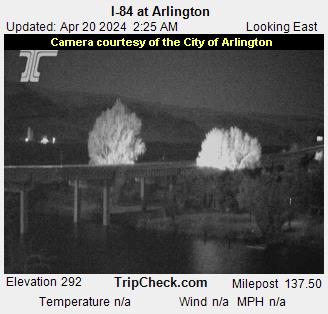 I-84 at Arlington
Updated: Apr 20 2024 2:25 AM Looking East
Camera courtesy of the City of Arlington
Elevation 292 TripCheck.com Milepost 137.50
Temperature n/a Wind n/a MPH n/a